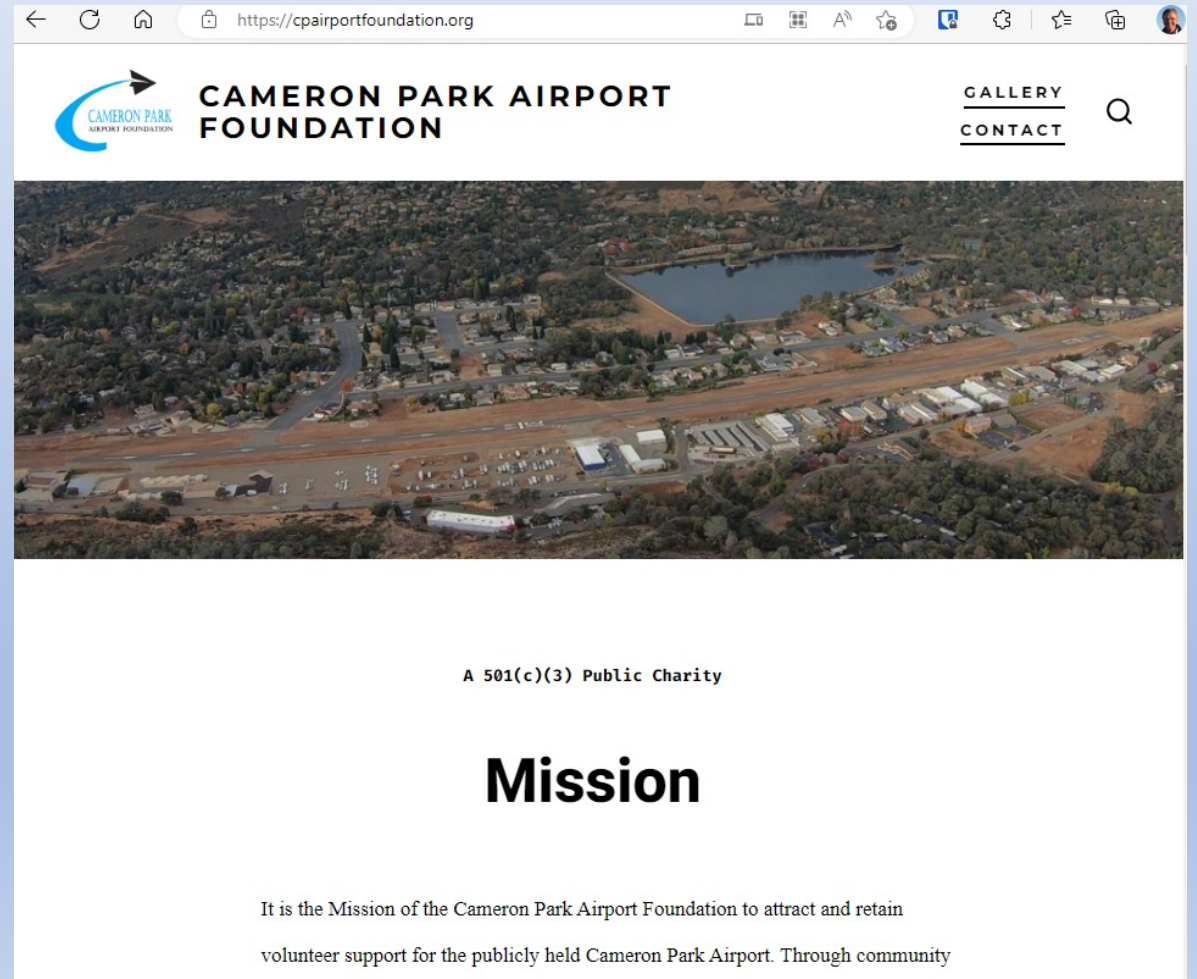 https://cpairportfoundation.org
CAMERON PARK
AIRPORT FOUNDATION
CAMERON PARK AIRPORT
FOUNDATION
GALLERY
CONTACT
A 501(c)(3) Public Charity
Mission
It is the Mission of the Cameron Park Airport Foundation to attract and retain
volunteer support for the publicly held Cameron Park Airport. Through community